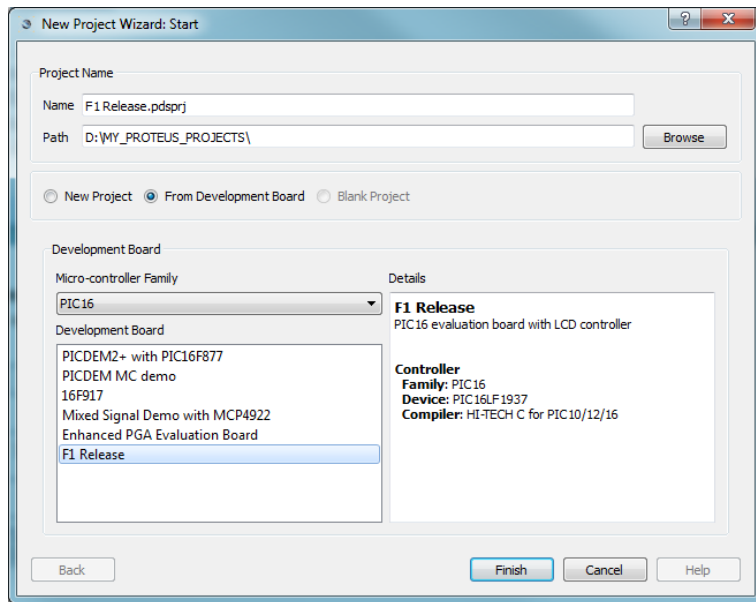 New Project Wizard: Start
Project Name
Name F1 Release.pdsprj
Path D:\MY_PROTEUS_PROJECTS\ Browse
New Project From Development Board Blank Project
Development Board
Micro-controller Family
PIC16
Development Board
PICDEM2+ with PIC16F877
PICDEM MC demo
16F917
Mixed Signal Demo with MCP4922
Enhanced PGA Evaluation Board
F1 Release
Details
F1 Release
PIC16 evaluation board with LCD controller
Controller
Family: PIC16
Device: PIC16LF1937
Compiler: HI-TECH C for PIC10/12/16
Back Finish Cancel Help